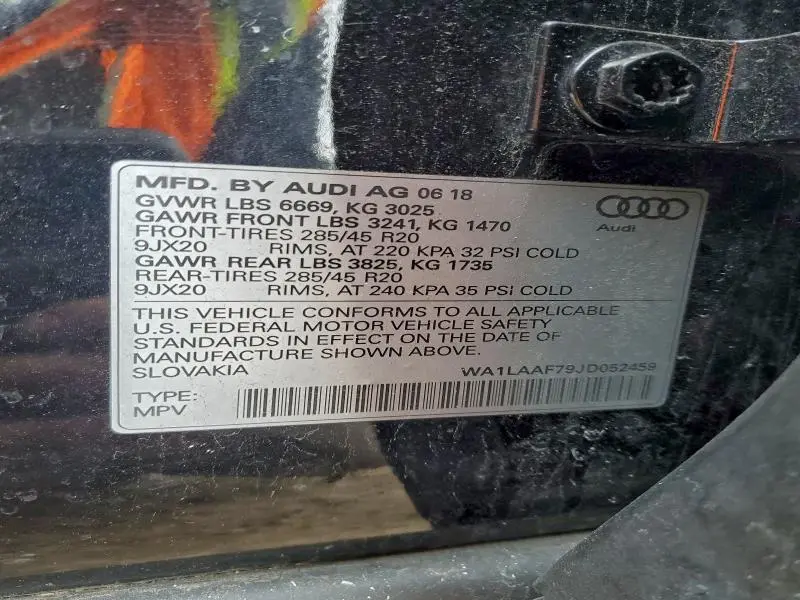 MFD. BY AUDI AG 06 18
GVWR LBS 6669, KG 3025
GAWR FRONT LBS 3241, KG 1470
FRONT-TIRES 285/45 R20
9JX20 RIMS, AT 220 KPA 32 PSI COLD
GAWR REAR LBS 3825, KG 1735
REAR-TIRES 285/45 R20
9JX20 RIMS, AT 240 KPA 35 PSI COLD
Audi
THIS VEHICLE CONFORMS TO ALL APPLICABLE
U.S. FEDERAL MOTOR VEHICLE SAFETY
STANDARDS IN EFFECT ON THE DATE OF
MANUFACTURE SHOWN ABOVE.
SLOVAKIA WA1LAAF79JD052459
TYPE:
MPV